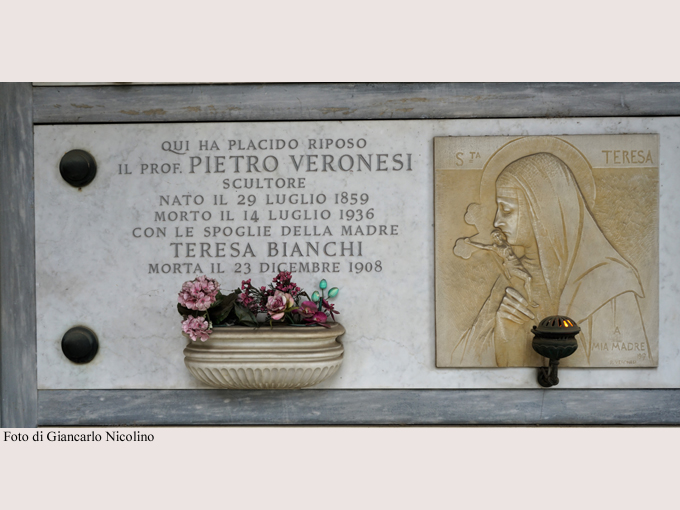 QUI HA PLACIDO RIPOSO
IL PROF. PIETRO VERONESI
SCULTORE
NATO IL 29 LUGLIO 1859
MORTO IL 14 LUGLIO 1936
CON LE SPOGLIE DELLA MADRE
TERESA BIANCHI
MORTA IL 23 DICEMBRE 1908
STA TERESA
A
MIA MADRE
Foto di Giancarlo Nicolino